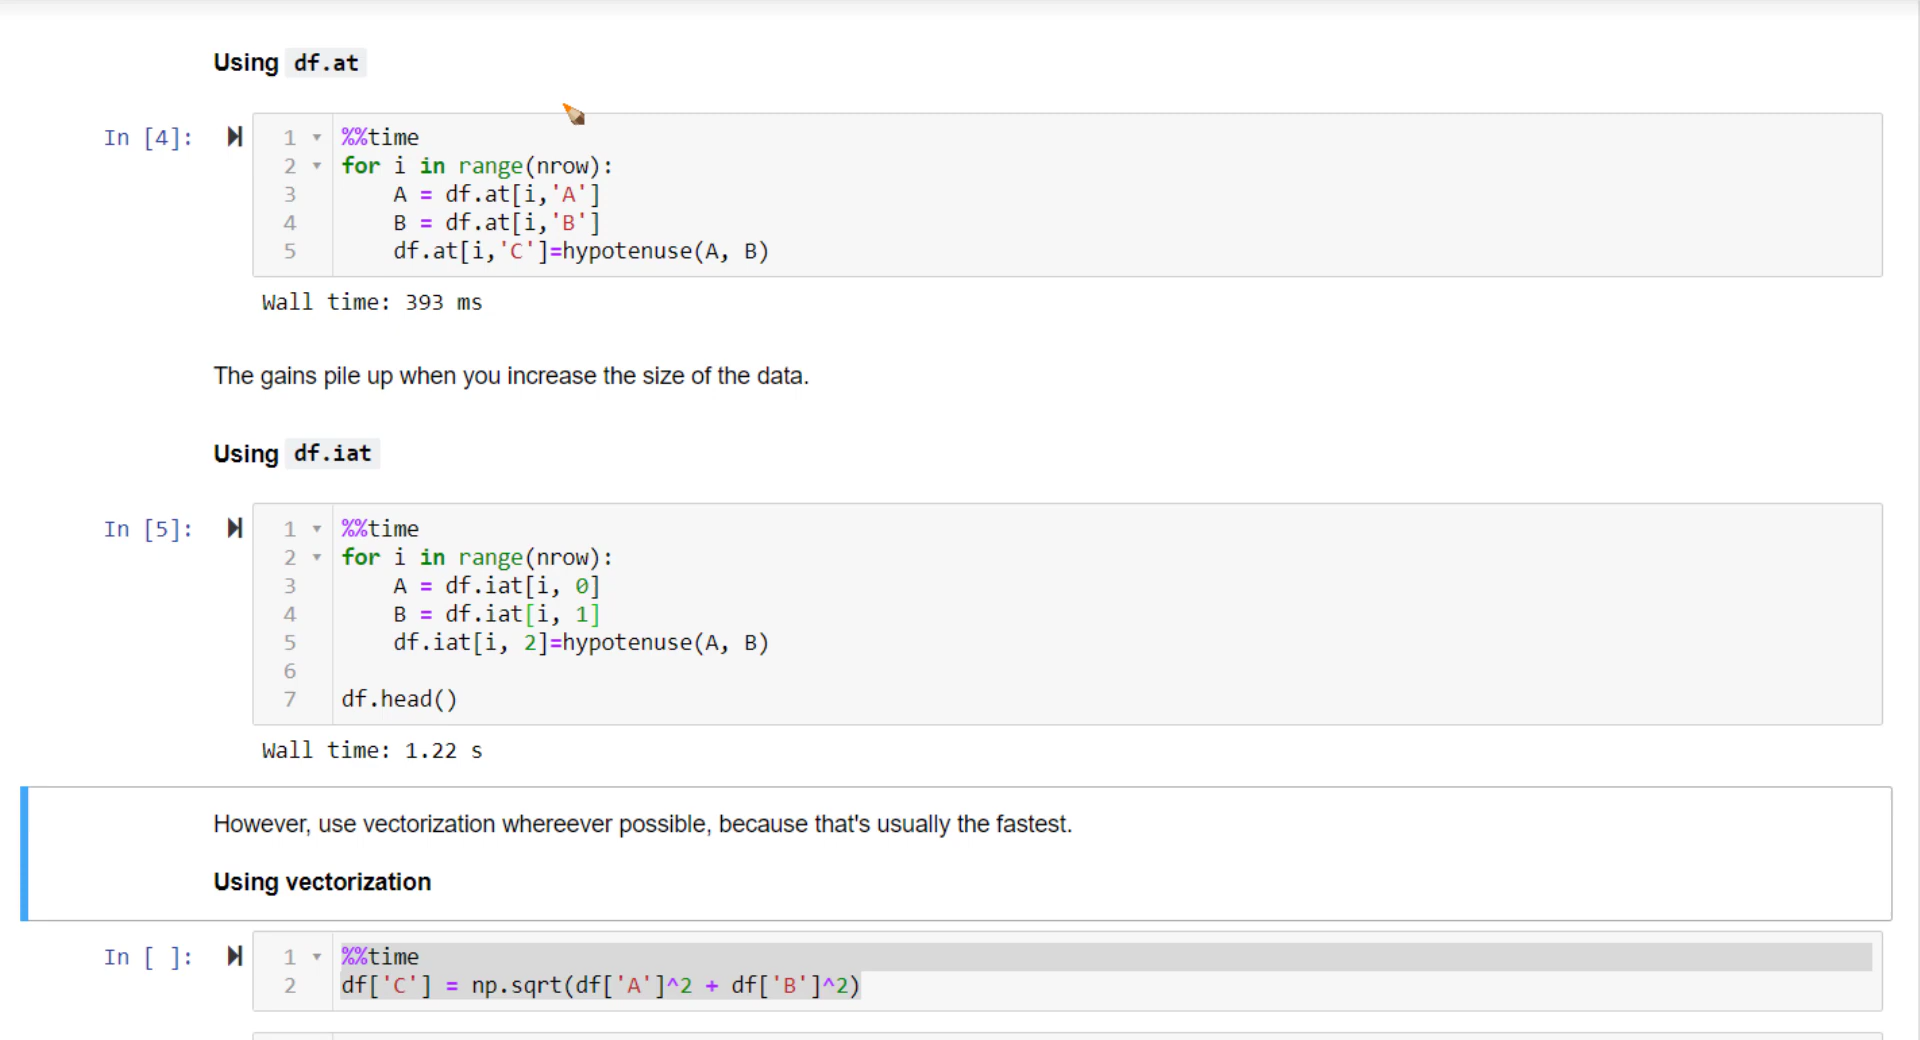 Using df.at
In [4]:
1 %%time
2 for i in range(nrow):
3     A = df.at[i,'A']
4     B = df.at[i,'B']
5     df.at[i,'C']=hypotenuse(A, B)
Wall time: 393 ms
The gains pile up when you increase the size of the data.
Using df.iat
In [5]:
1 %%time
2 for i in range(nrow):
3     A = df.iat[i, 0]
4     B = df.iat[i, 1]
5     df.iat[i, 2]=hypotenuse(A, B)
6
7 df.head()
Wall time: 1.22 s
However, use vectorization whereever possible, because that's usually the fastest.
Using vectorization
In [ ]:
1 %%time
2 df['C'] = np.sqrt(df['A']^2 + df['B']^2)